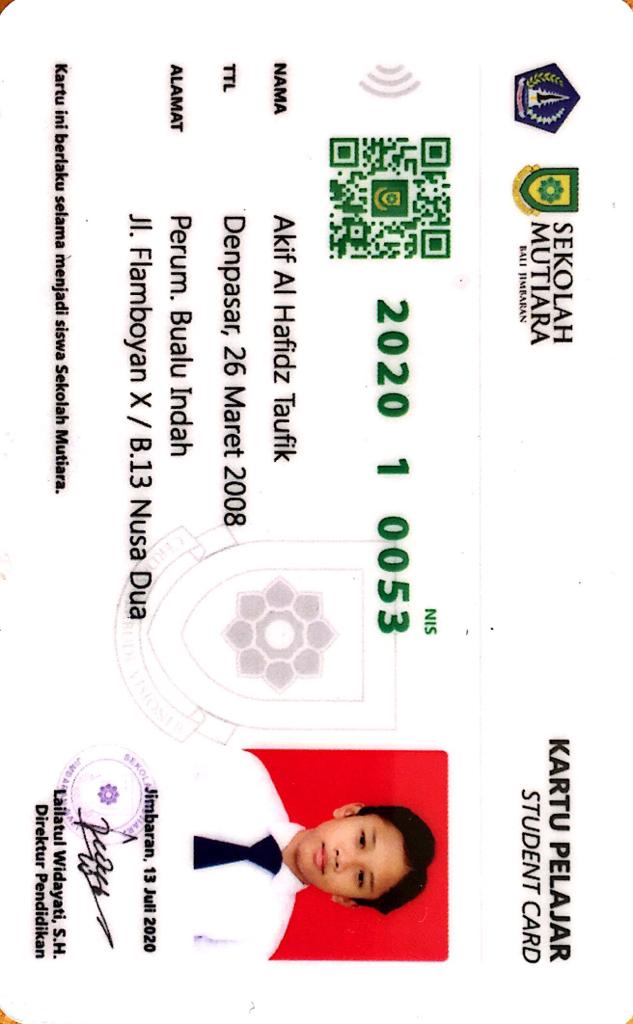 SEKOLAH
MUTIARA
BALI JIMBARAN
KARTU PELAJAR
STUDENT CARD
NIS
2020 1 0053
NAMA Akif Al Hafidz Taufik
TTL Denpasar, 26 Maret 2008
ALAMAT Perum. Bualu Indah
Jl. Flamboyan X / B.13 Nusa Dua
Kartu ini berlaku selama menjadi siswa Sekolah Mutiara.
Jimbaran, 13 Juli 2020
Lailatul Widayati, S.H.
Direktur Pendidikan